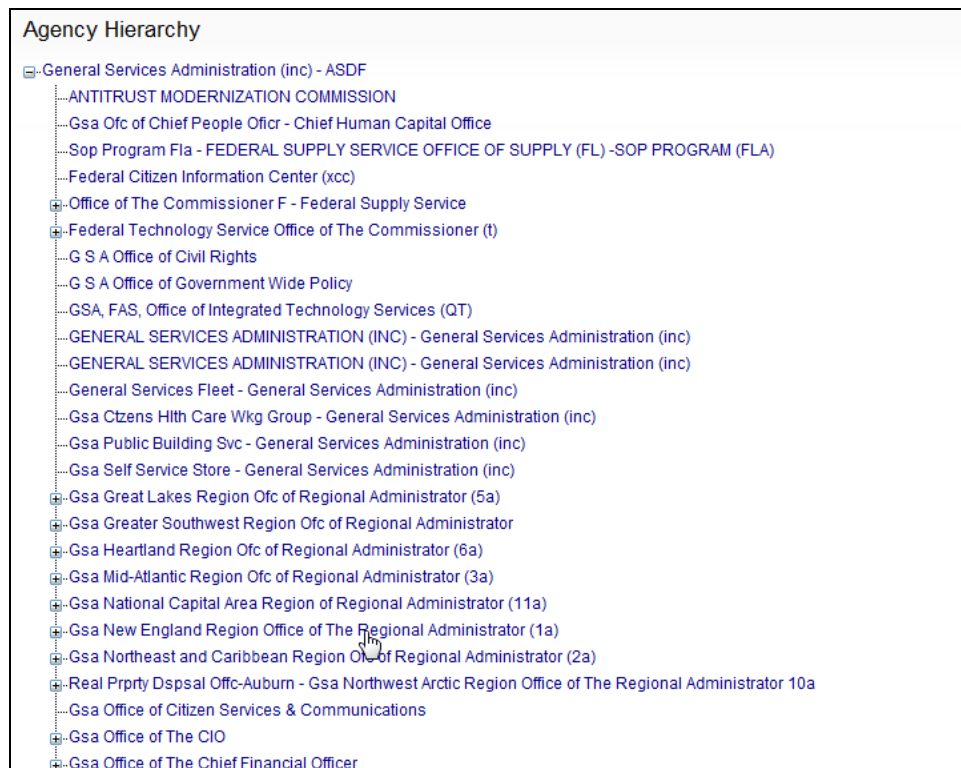 Agency Hierarchy
General Services Administration (inc) - ASDF
ANTITRUST MODERNIZATION COMMISSION
Gsa Ofc of Chief People Oficr - Chief Human Capital Office
Sop Program Fla - FEDERAL SUPPLY SERVICE OFFICE OF SUPPLY (FL) -SOP PROGRAM (FLA)
Federal Citizen Information Center (xcc)
Office of The Commissioner F - Federal Supply Service
Federal Technology Service Office of The Commissioner (t)
G S A Office of Civil Rights
G S A Office of Government Wide Policy
GSA, FAS, Office of Integrated Technology Services (QT)
GENERAL SERVICES ADMINISTRATION (INC) - General Services Administration (inc)
GENERAL SERVICES ADMINISTRATION (INC) - General Services Administration (inc)
General Services Fleet - General Services Administration (inc)
Gsa Ctzens Hlth Care Wkg Group - General Services Administration (inc)
Gsa Public Building Svc - General Services Administration (inc)
Gsa Self Service Store - General Services Administration (inc)
Gsa Great Lakes Region Ofc of Regional Administrator (5a)
Gsa Greater Southwest Region Ofc of Regional Administrator
Gsa Heartland Region Ofc of Regional Administrator (6a)
Gsa Mid-Atlantic Region Ofc of Regional Administrator (3a)
Gsa National Capital Area Region of Regional Administrator (11a)
Gsa New England Region Office of The Regional Administrator (1a)
Gsa Northeast and Caribbean Region Ofc of Regional Administrator (2a)
Real Prprty Dspsal Offc-Auburn - Gsa Northwest Arctic Region Office of The Regional Administrator 10a
Gsa Office of Citizen Services & Communications
Gsa Office of The CIO
Gsa Office of The Chief Financial Officer